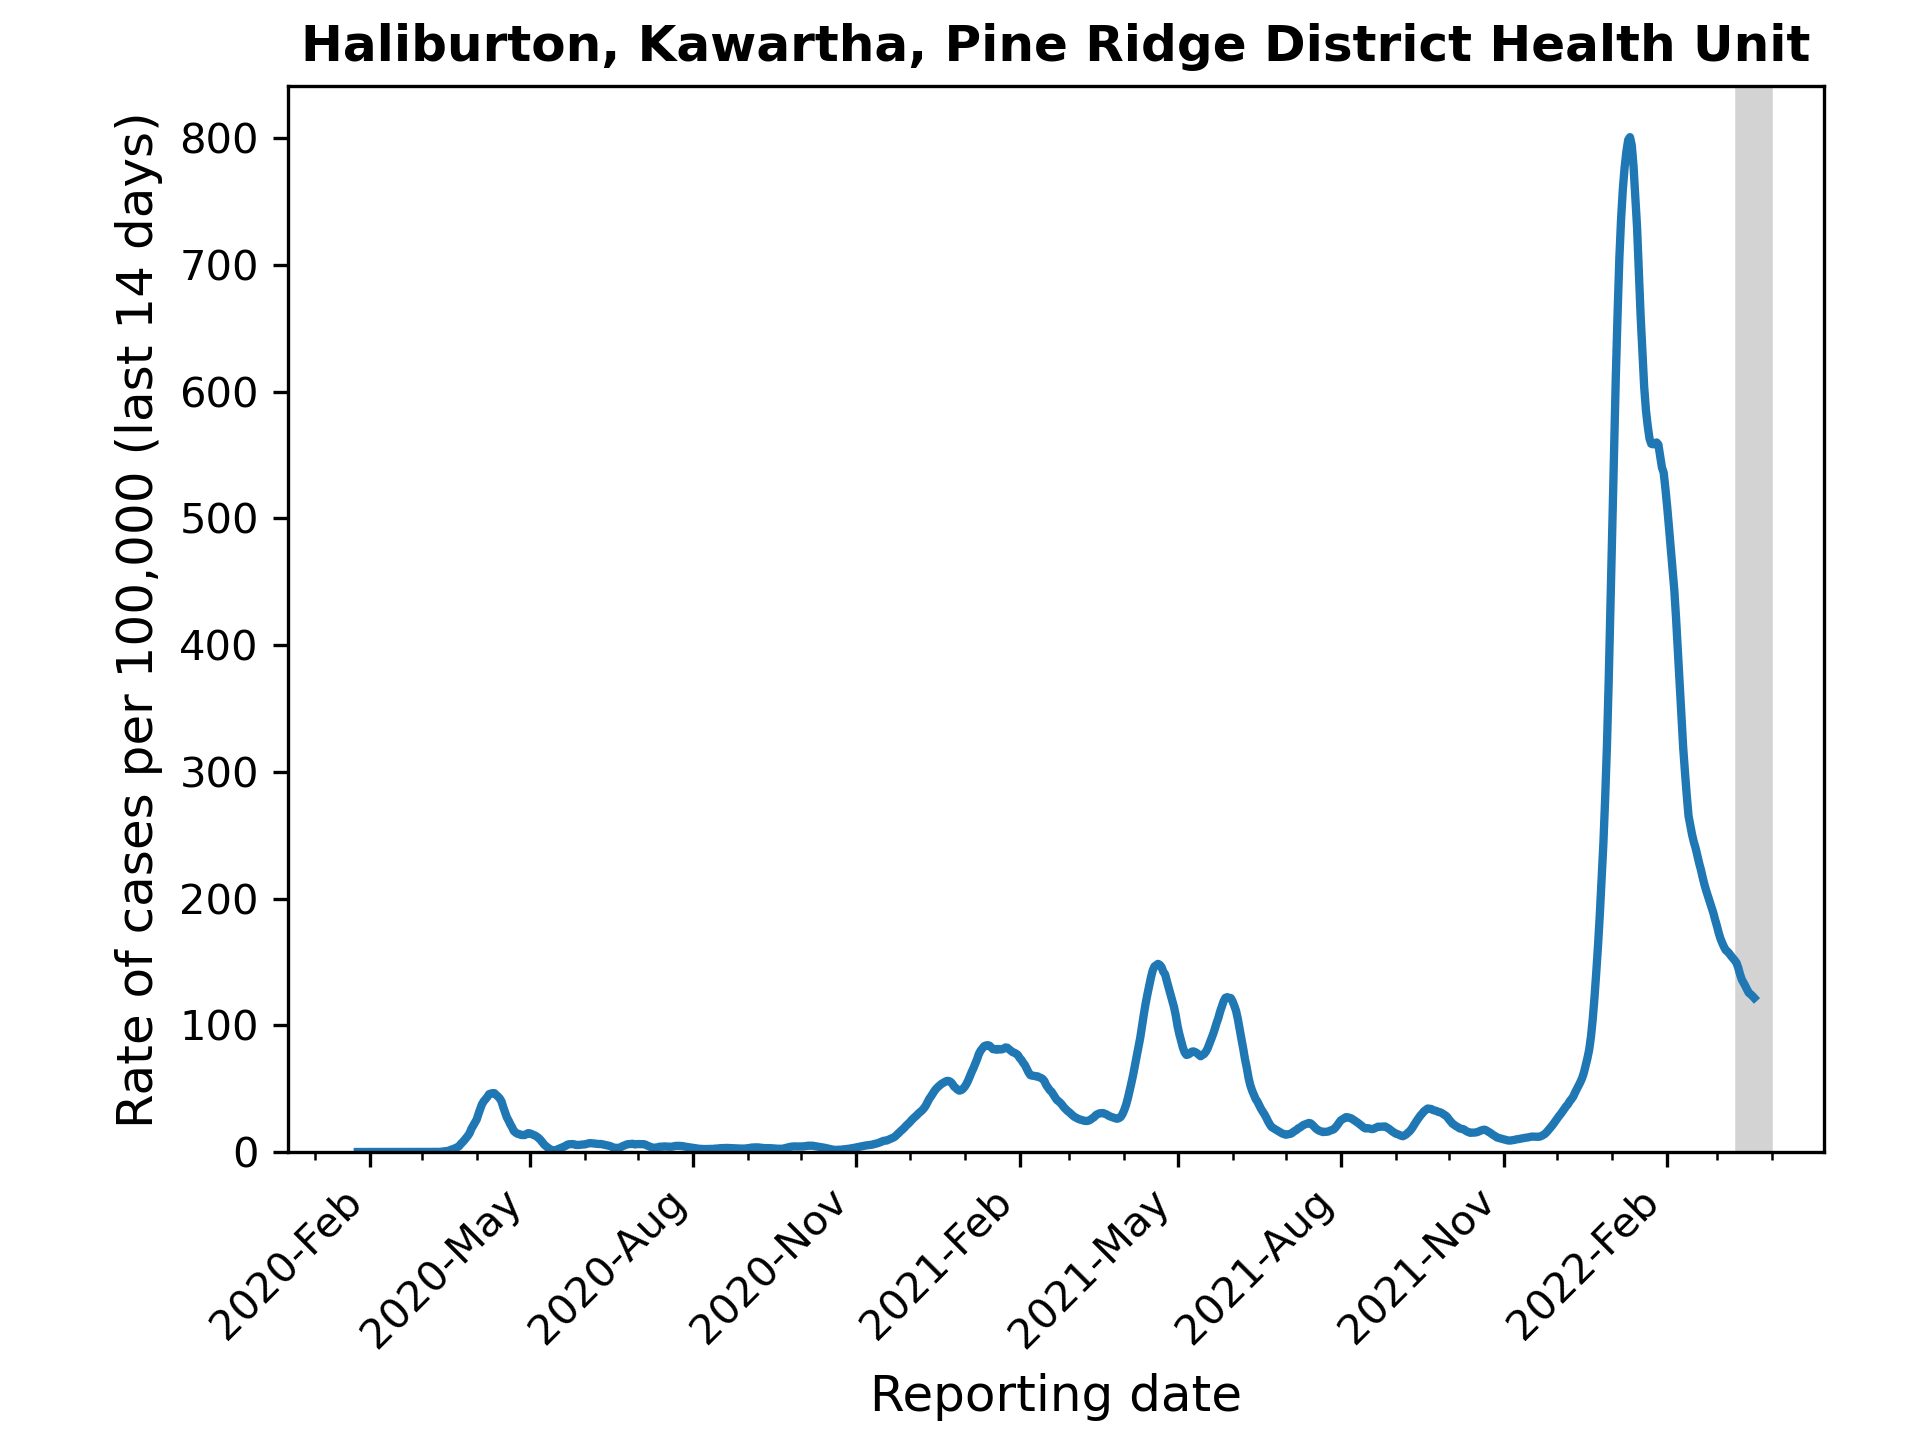 Haliburton, Kawartha, Pine Ridge District Health Unit
Rate of cases per 100,000 (last 14 days)
800
700
600
500
400
300
200
100
0
2020-Feb
2020-May
2020-Aug
2020-Nov
2021-Feb
2021-May
2021-Aug
2021-Nov
2022-Feb
Reporting date